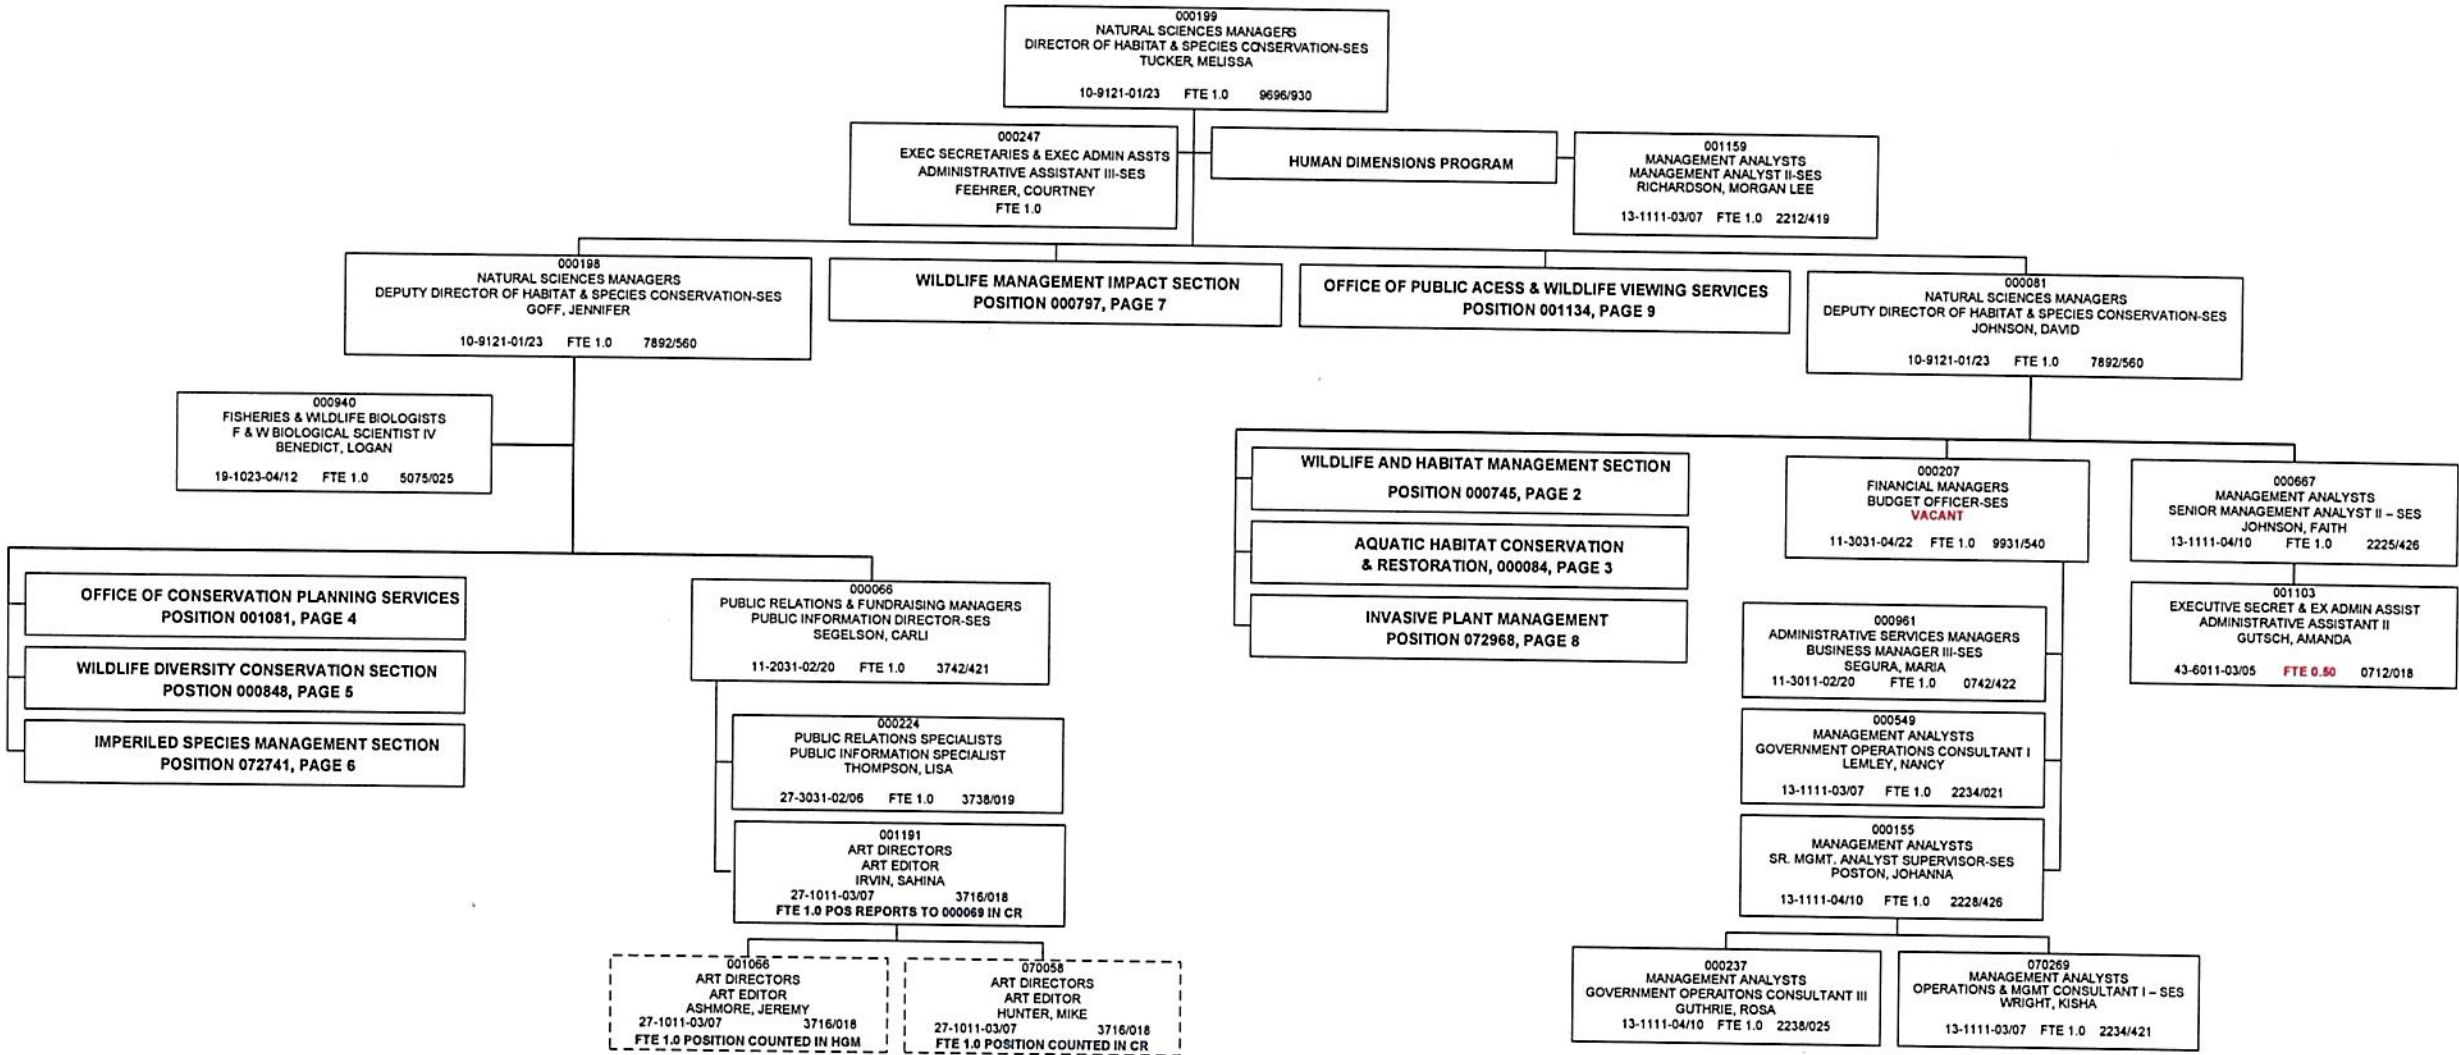 000199
NATURAL SCIENCES MANAGERS
DIRECTOR OF HABITAT & SPECIES CONSERVATION-SES
TUCKER, MELISSA
10-9121-01/23 FTE 1.0 9696/930
000247
EXEC SECRETARIES & EXEC ADMIN ASSTS
ADMINISTRATIVE ASSISTANT III-SES
FEEHRER, COURTNEY
FTE 1.0
HUMAN DIMENSIONS PROGRAM
001159
MANAGEMENT ANALYSTS
MANAGEMENT ANALYST II-SES
RICHARDSON, MORGAN LEE
13-1111-03/07 FTE 1.0 2212/419
000198
NATURAL SCIENCES MANAGERS
DEPUTY DIRECTOR OF HABITAT & SPECIES CONSERVATION-SES
GOFF, JENNIFER
10-9121-01/23 FTE 1.0 7892/560
WILDLIFE MANAGEMENT IMPACT SECTION
POSITION 000797, PAGE 7
OFFICE OF PUBLIC ACESS & WILDLIFE VIEWING SERVICES
POSITION 001134, PAGE 9
000081
NATURAL SCIENCES MANAGERS
DEPUTY DIRECTOR OF HABITAT & SPECIES CONSERVATION-SES
JOHNSON, DAVID
10-9121-01/23 FTE 1.0 7892/560
000940
FISHERIES & WILDLIFE BIOLOGISTS
F & W BIOLOGICAL SCIENTIST IV
BENEDICT, LOGAN
19-1023-04/12 FTE 1.0 5075/025
OFFICE OF CONSERVATION PLANNING SERVICES
POSITION 001081, PAGE 4
WILDLIFE DIVERSITY CONSERVATION SECTION
POSTION 000848, PAGE 5
IMPERILED SPECIES MANAGEMENT SECTION
POSITION 072741, PAGE 6
000066
PUBLIC RELATIONS & FUNDRAISING MANAGERS
PUBLIC INFORMATION DIRECTOR-SES
SEGELSON, CARLI
11-2031-02/20 FTE 1.0 3742/421
000224
PUBLIC RELATIONS SPECIALISTS
PUBLIC INFORMATION SPECIALIST
THOMPSON, LISA
27-3031-02/06 FTE 1.0 3738/019
001191
ART DIRECTORS
ART EDITOR
IRVIN, SAHINA
27-1011-03/07 3716/018
FTE 1.0 POS REPORTS TO 000069 IN CR
001066
ART DIRECTORS
ART EDITOR
ASHMORE, JEREMY
27-1011-03/07 3716/018
FTE 1.0 POSITION COUNTED IN HGM
070058
ART DIRECTORS
ART EDITOR
HUNTER, MIKE
27-1011-03/07 3716/018
FTE 1.0 POSITION COUNTED IN CR
WILDLIFE AND HABITAT MANAGEMENT SECTION
POSITION 000745, PAGE 2
AQUATIC HABITAT CONSERVATION
& RESTORATION, 000084, PAGE 3
INVASIVE PLANT MANAGEMENT
POSITION 072968, PAGE 8
000207
FINANCIAL MANAGERS
BUDGET OFFICER-SES
VACANT
11-3031-04/22 FTE 1.0 9931/540
000667
MANAGEMENT ANALYSTS
SENIOR MANAGEMENT ANALYST II – SES
JOHNSON, FAITH
13-1111-04/10 FTE 1.0 2225/426
001103
EXECUTIVE SECRET & EX ADMIN ASSIST
ADMINISTRATIVE ASSISTANT II
GUTSCH, AMANDA
43-6011-03/05 FTE 0.50 0712/018
000961
ADMINISTRATIVE SERVICES MANAGERS
BUSINESS MANAGER III-SES
SEGURA, MARIA
11-3011-02/20 FTE 1.0 0742/422
000549
MANAGEMENT ANALYSTS
GOVERNMENT OPERATIONS CONSULTANT I
LEMLEY, NANCY
13-1111-03/07 FTE 1.0 2234/021
000155
MANAGEMENT ANALYSTS
SR. MGMT. ANALYST SUPERVISOR-SES
POSTON, JOHANNA
13-1111-04/10 FTE 1.0 2228/426
000237
MANAGEMENT ANALYSTS
GOVERNMENT OPERAITONS CONSULTANT III
GUTHRIE, ROSA
13-1111-04/10 FTE 1.0 2238/025
070269
MANAGEMENT ANALYSTS
OPERATIONS & MGMT CONSULTANT I – SES
WRIGHT, KISHA
13-1111-03/07 FTE 1.0 2234/421